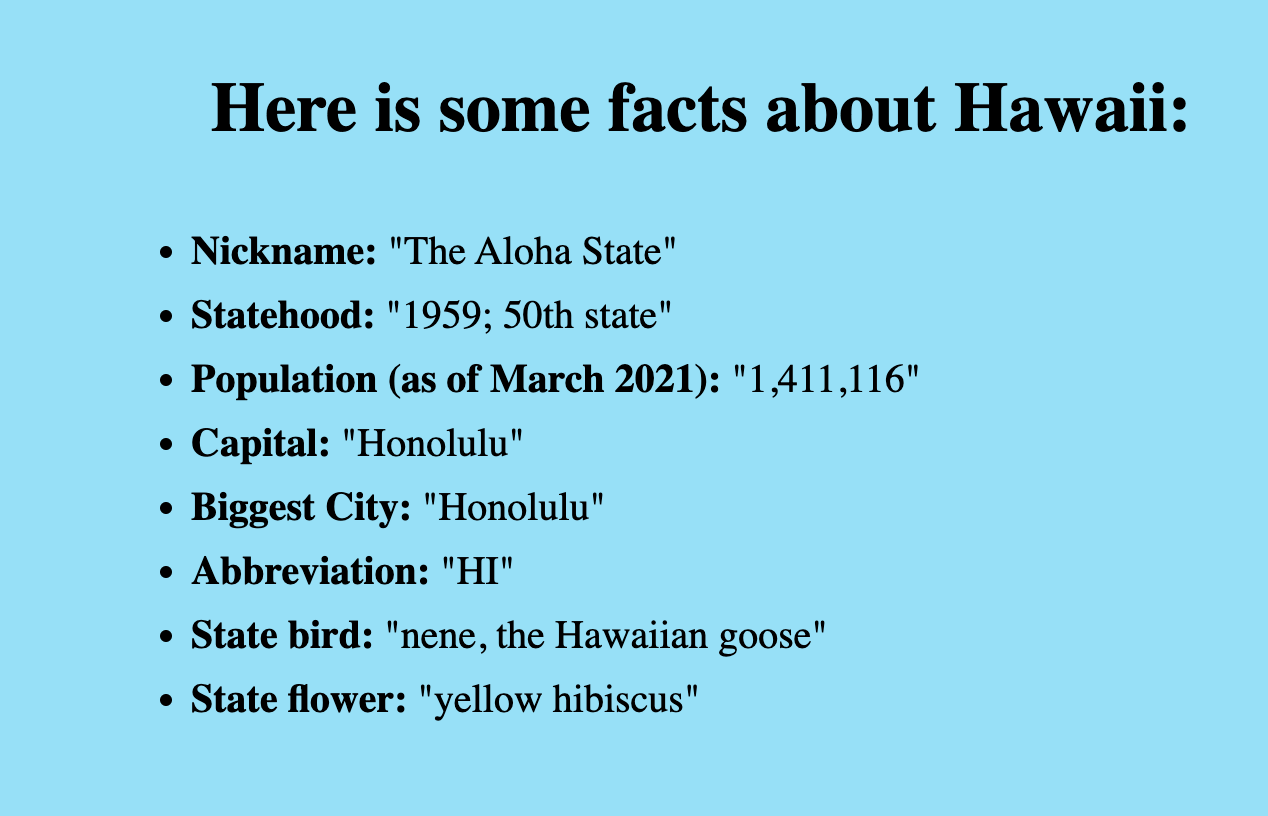 Here is some facts about Hawaii:
• Nickname: "The Aloha State"
• Statehood: "1959; 50th state"
• Population (as of March 2021): "1,411,116"
• Capital: "Honolulu"
• Biggest City: "Honolulu"
• Abbreviation: "HI"
• State bird: "nene, the Hawaiian goose"
• State flower: "yellow hibiscus"